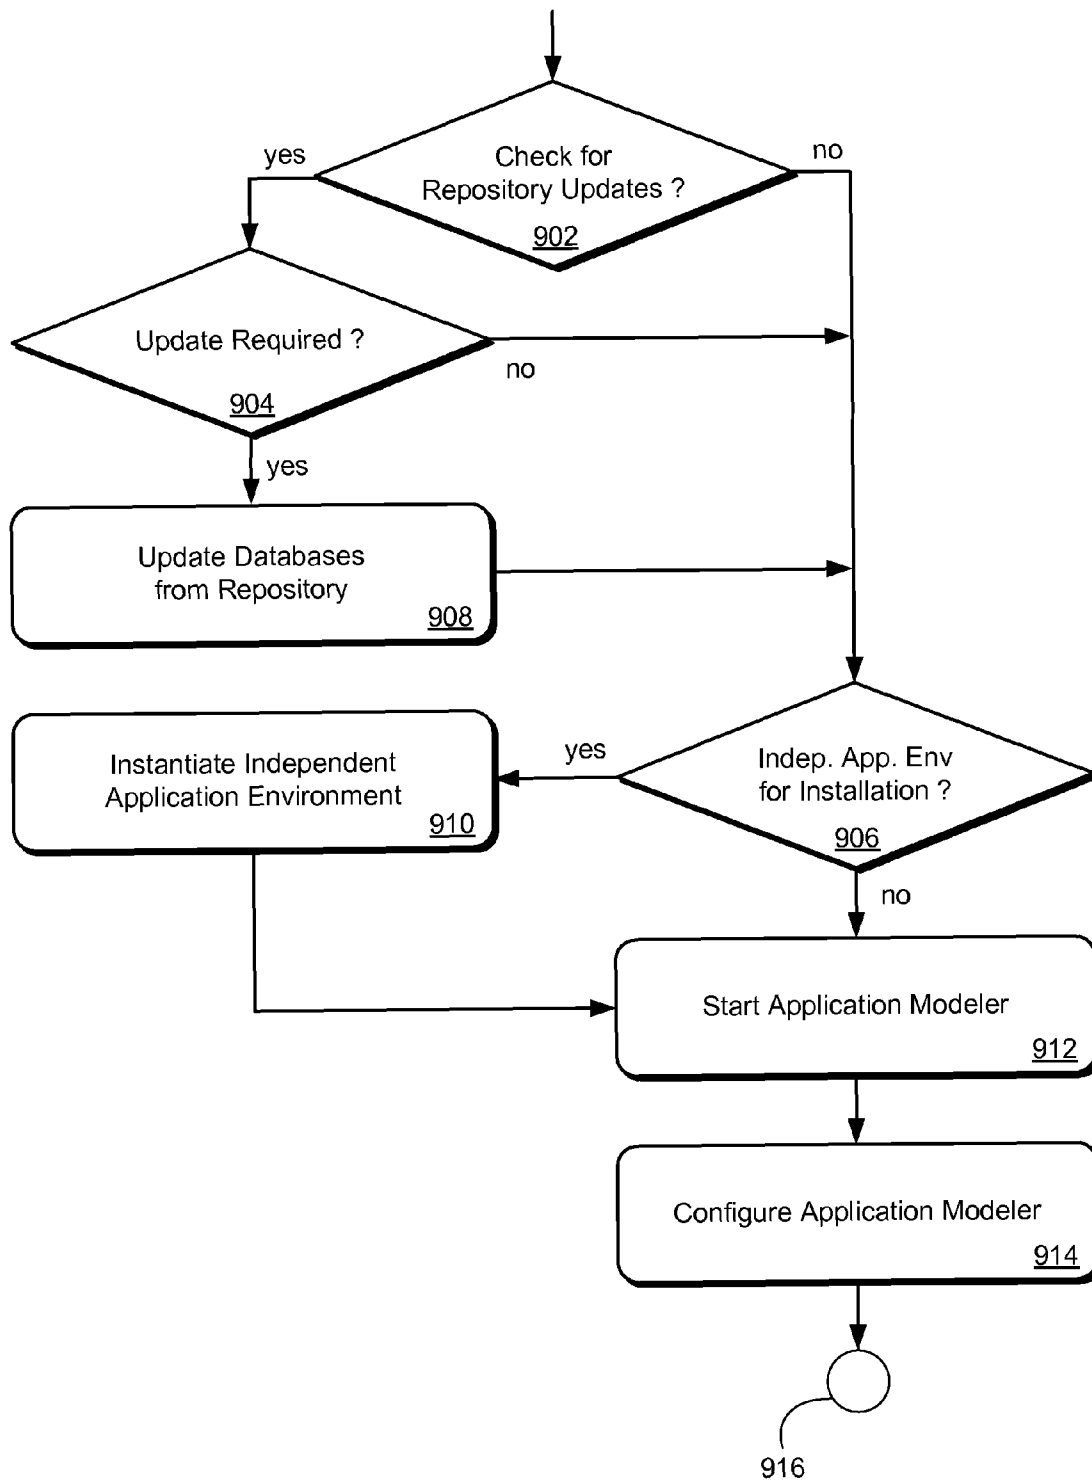 yes
Check for
Repository Updates ?
902
no
Update Required ?
904
no
yes
Update Databases
from Repository
908
Instantiate Independent
Application Environment
910
yes
Indep. App. Env
for Installation ?
906
no
Start Application Modeler
912
Configure Application Modeler
914
916